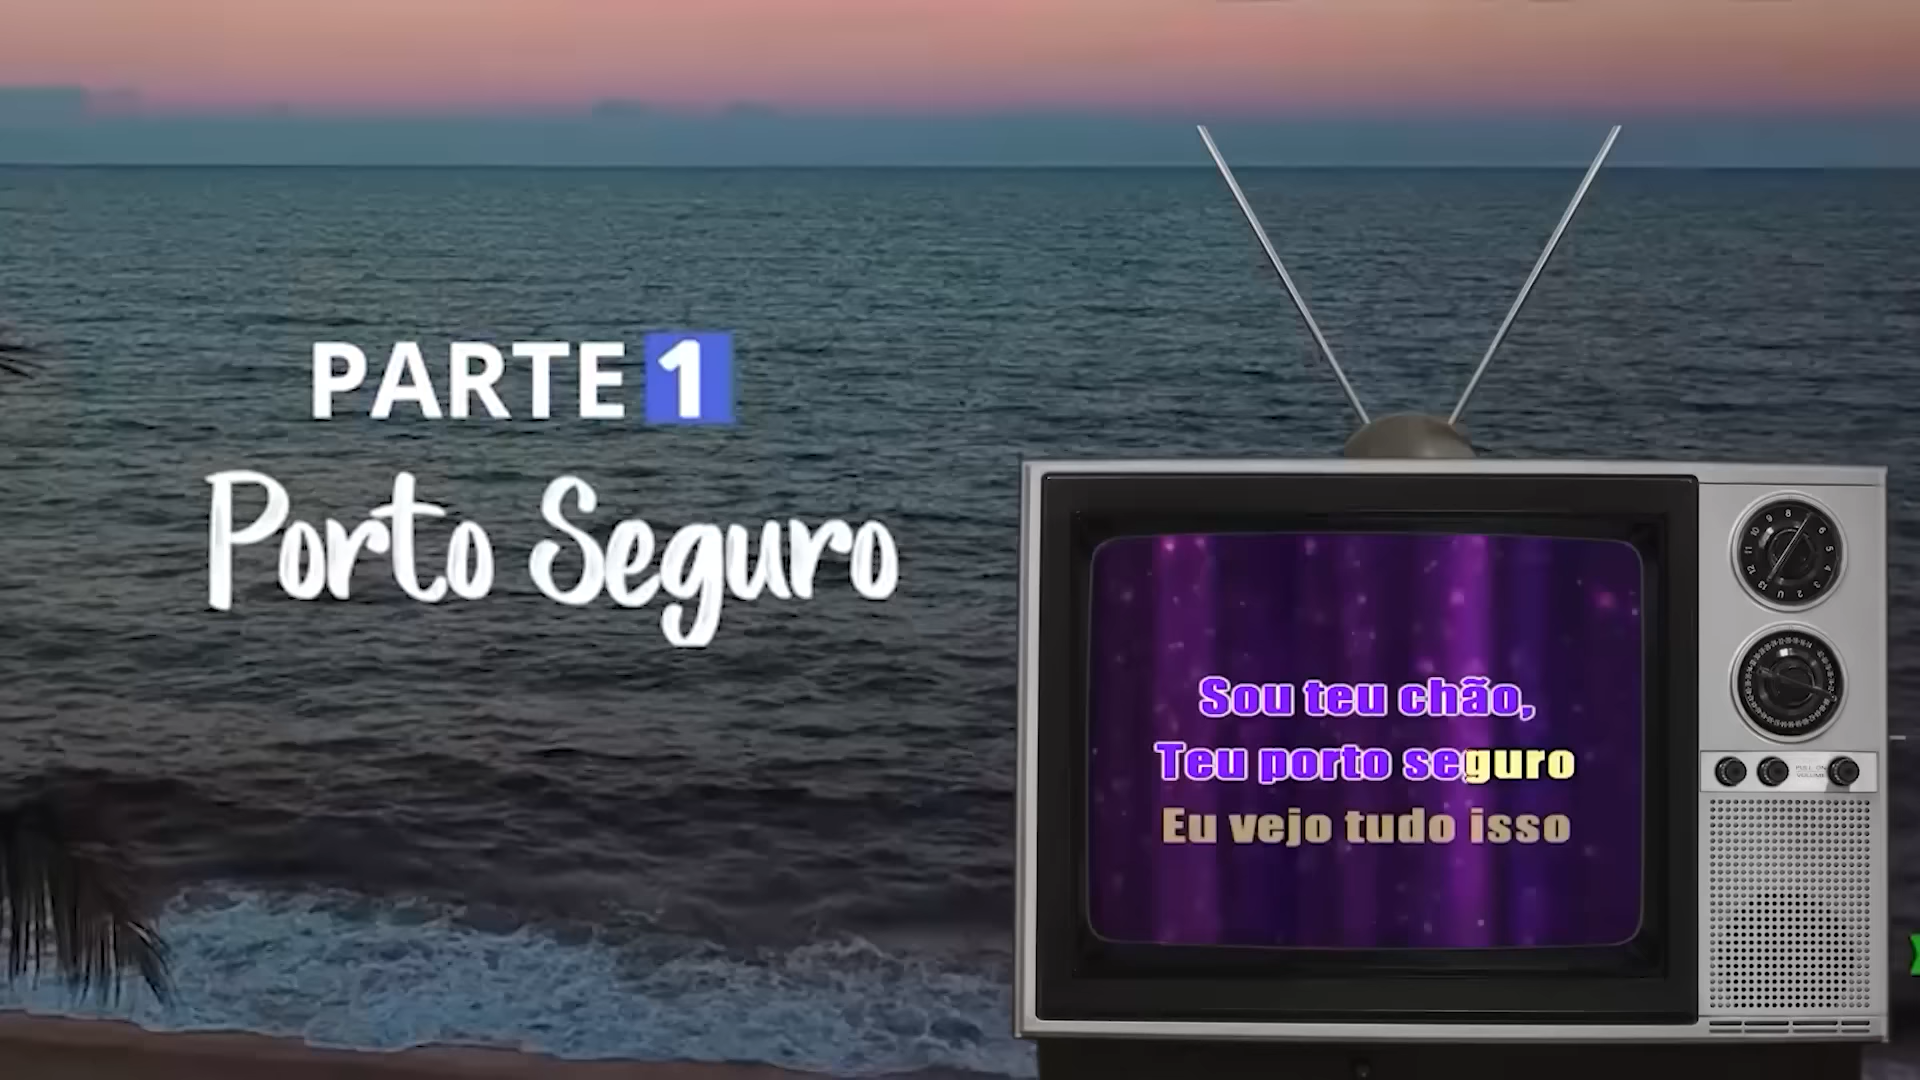 PARTE 1
Porto Seguro
Sou teu chão,
Teu porto seguro
Eu vejo tudo isso